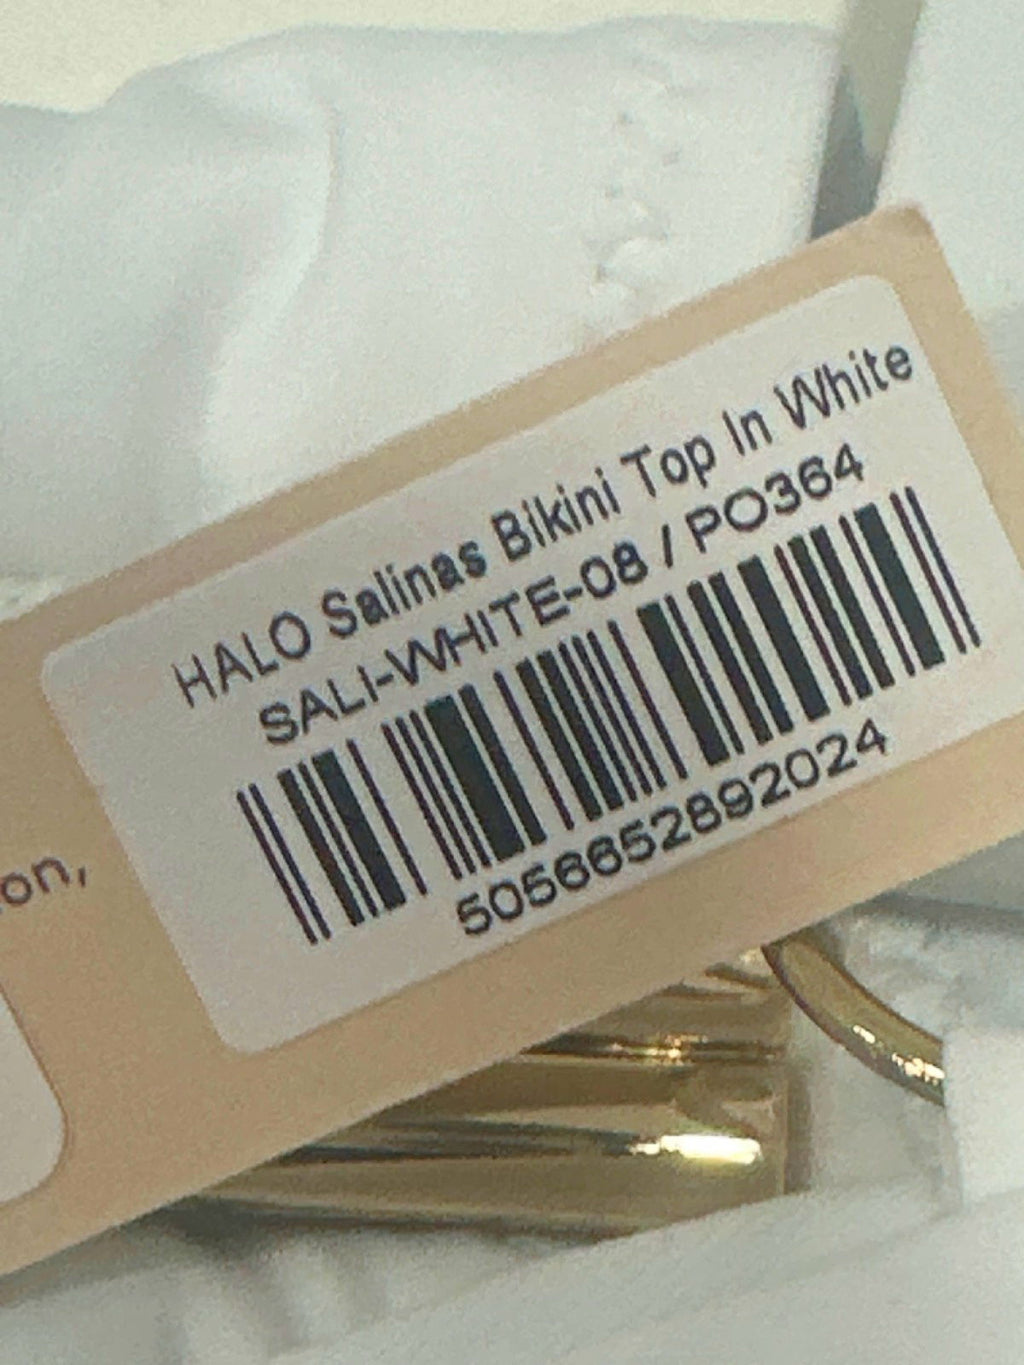 HALO Salinas Bikini Top In White
SALI-WHITE-08 / PO364
5056652892024
on,